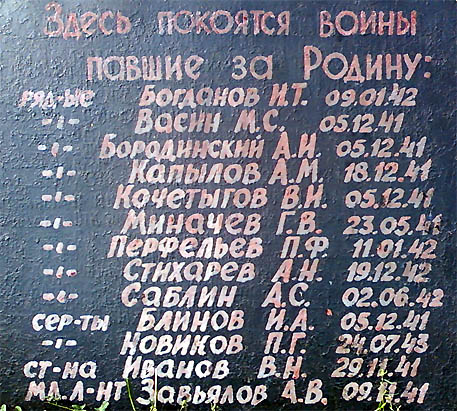 Здесь покоятся воины
павшие за Родину:
ряд-ые Богданов И.Т. 09.01.42
-"- Васин М.С. 05.12.41
-"- Бородинский А.Н. 05.12.41
-"- Капылов А.М. 18.12.41
-"- Кочетыгов В.И. 05.12.41
-"- Миначев Г.В. 23.05.41
-"- Перфельев П.Ф. 11.01.42
-"- Стихарев А.Н. 19.12.42
-"- Саблин А.С. 02.06.42
сер-ты Блинов И.А. 05.12.41
-"- Новиков П.Г. 24.07.43
ст-на Иванов В.Н. 29.11.41
мл.л-нт Завьялов А.В. 09.11.41